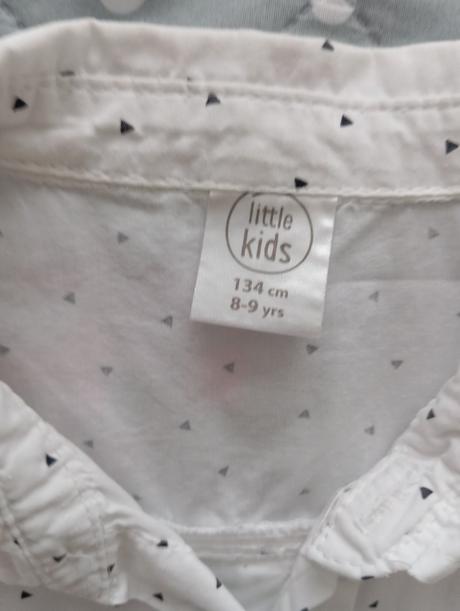 little
kids
134 cm
8-9 yrs